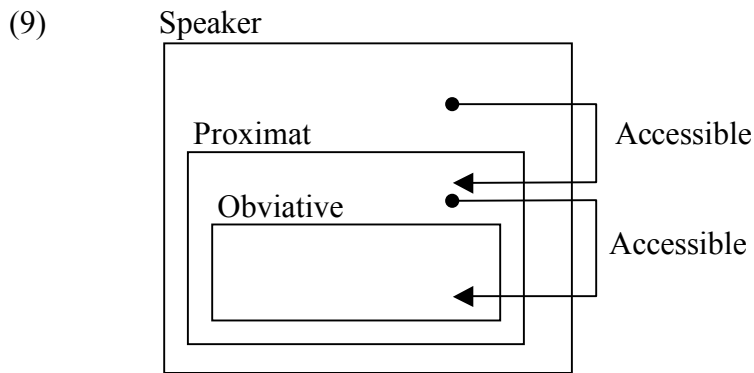 (9) Speaker
Accessible
Proximat
Obviative
Accessible